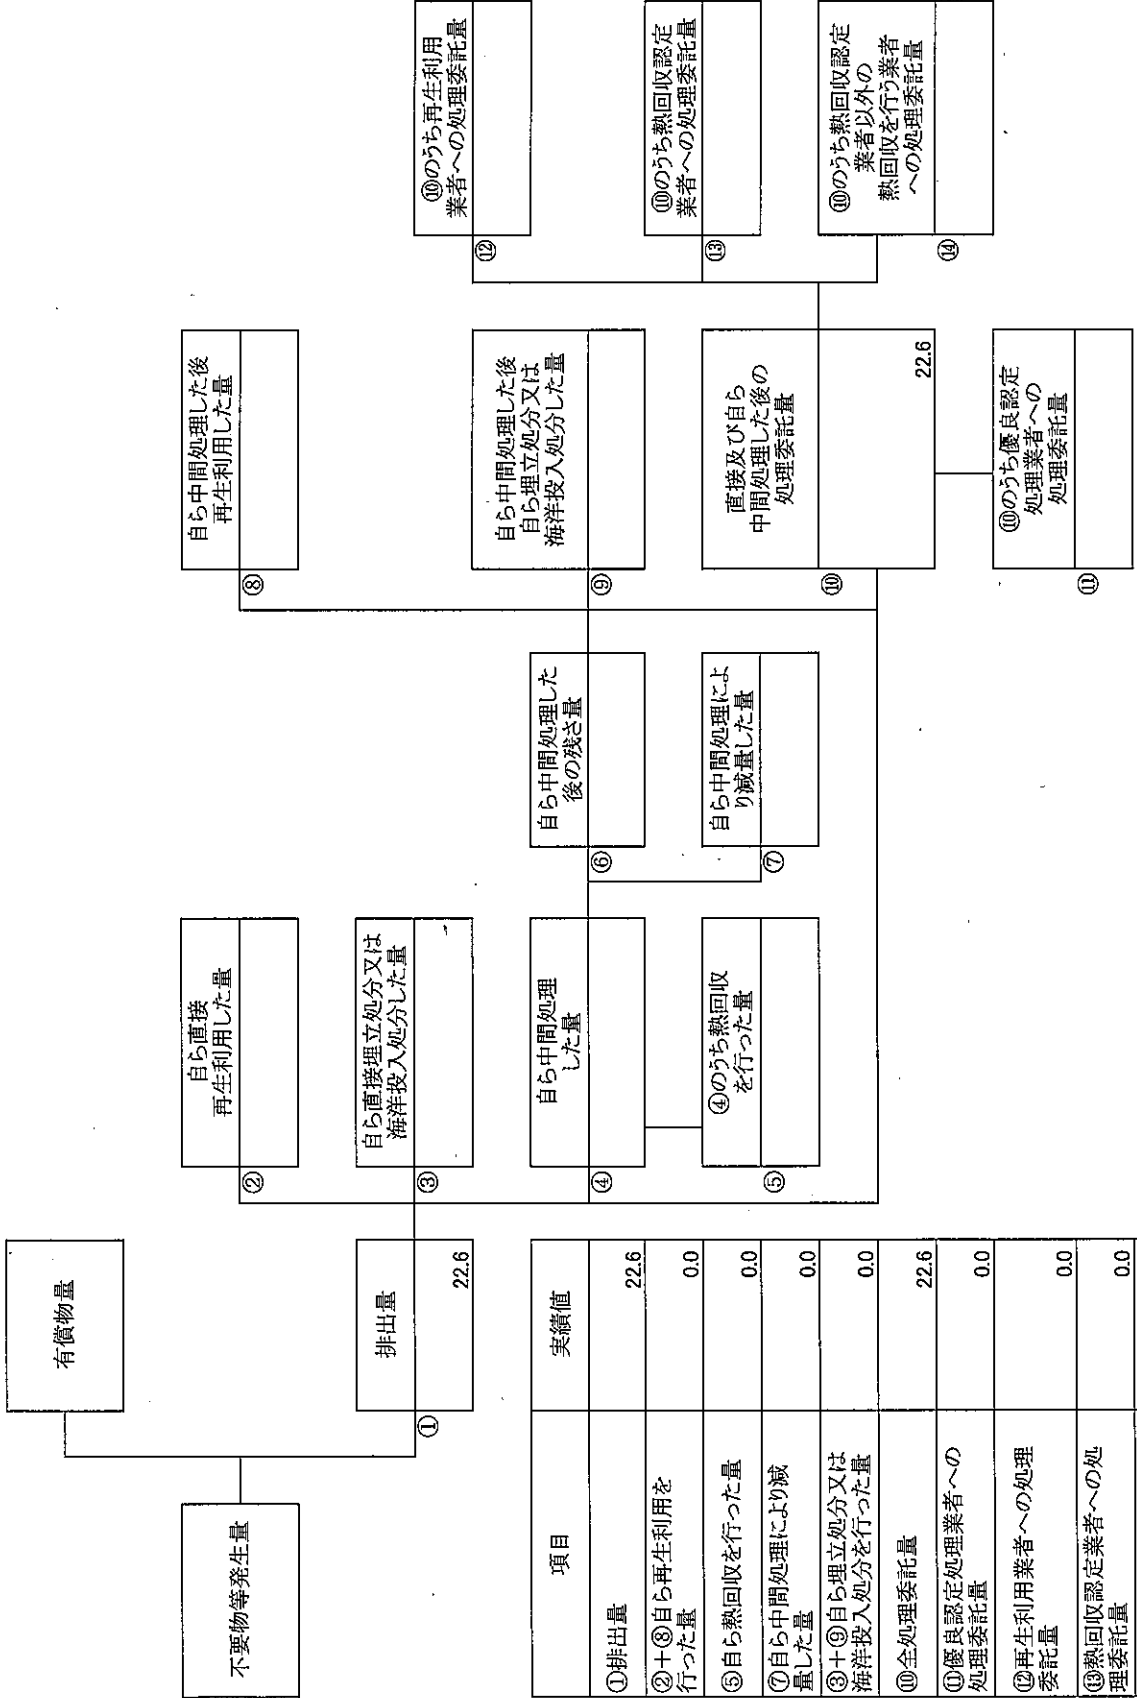 不要物等発生量
有償物量
①
排出量
22.6
②
自ら直接
再生利用した量
③
自ら直接埋立処分又は
海洋投入処分した量
④
自ら中間処理
した量
⑤
④のうち熱回収
を行った量
⑥
自ら中間処理した
後の残さ量
⑦
自ら中間処理によ
り減量した量
⑧
自ら中間処理した後
再生利用した量
⑨
自ら中間処理した後
自ら埋立処分又は
海洋投入処分した量
⑩
直接及び自ら
中間処理した後の
処理委託量
22.6
⑪
⑩のうち優良認定
処理業者への
処理委託量
⑫
⑩のうち再生利用
業者への処理委託量
⑬
⑩のうち熱回収認定
業者への処理委託量
⑭
⑩のうち熱回収認定
業者以外の
熱回収を行う業者
への処理委託量
項目 実績値
①排出量 22.6
②+⑧自ら再生利用を
行った量 0.0
⑤自ら熱回収を行った量 0.0
⑦自ら中間処理により減
量した量 0.0
③+⑨自ら埋立処分又は
海洋投入処分を行った量 0.0
⑩全処理委託量 22.6
⑪優良認定処理業者への
処理委託量 0.0
⑫再生利用業者への処理
委託量 0.0
⑬熱回収認定業者への処
理委託量 0.0